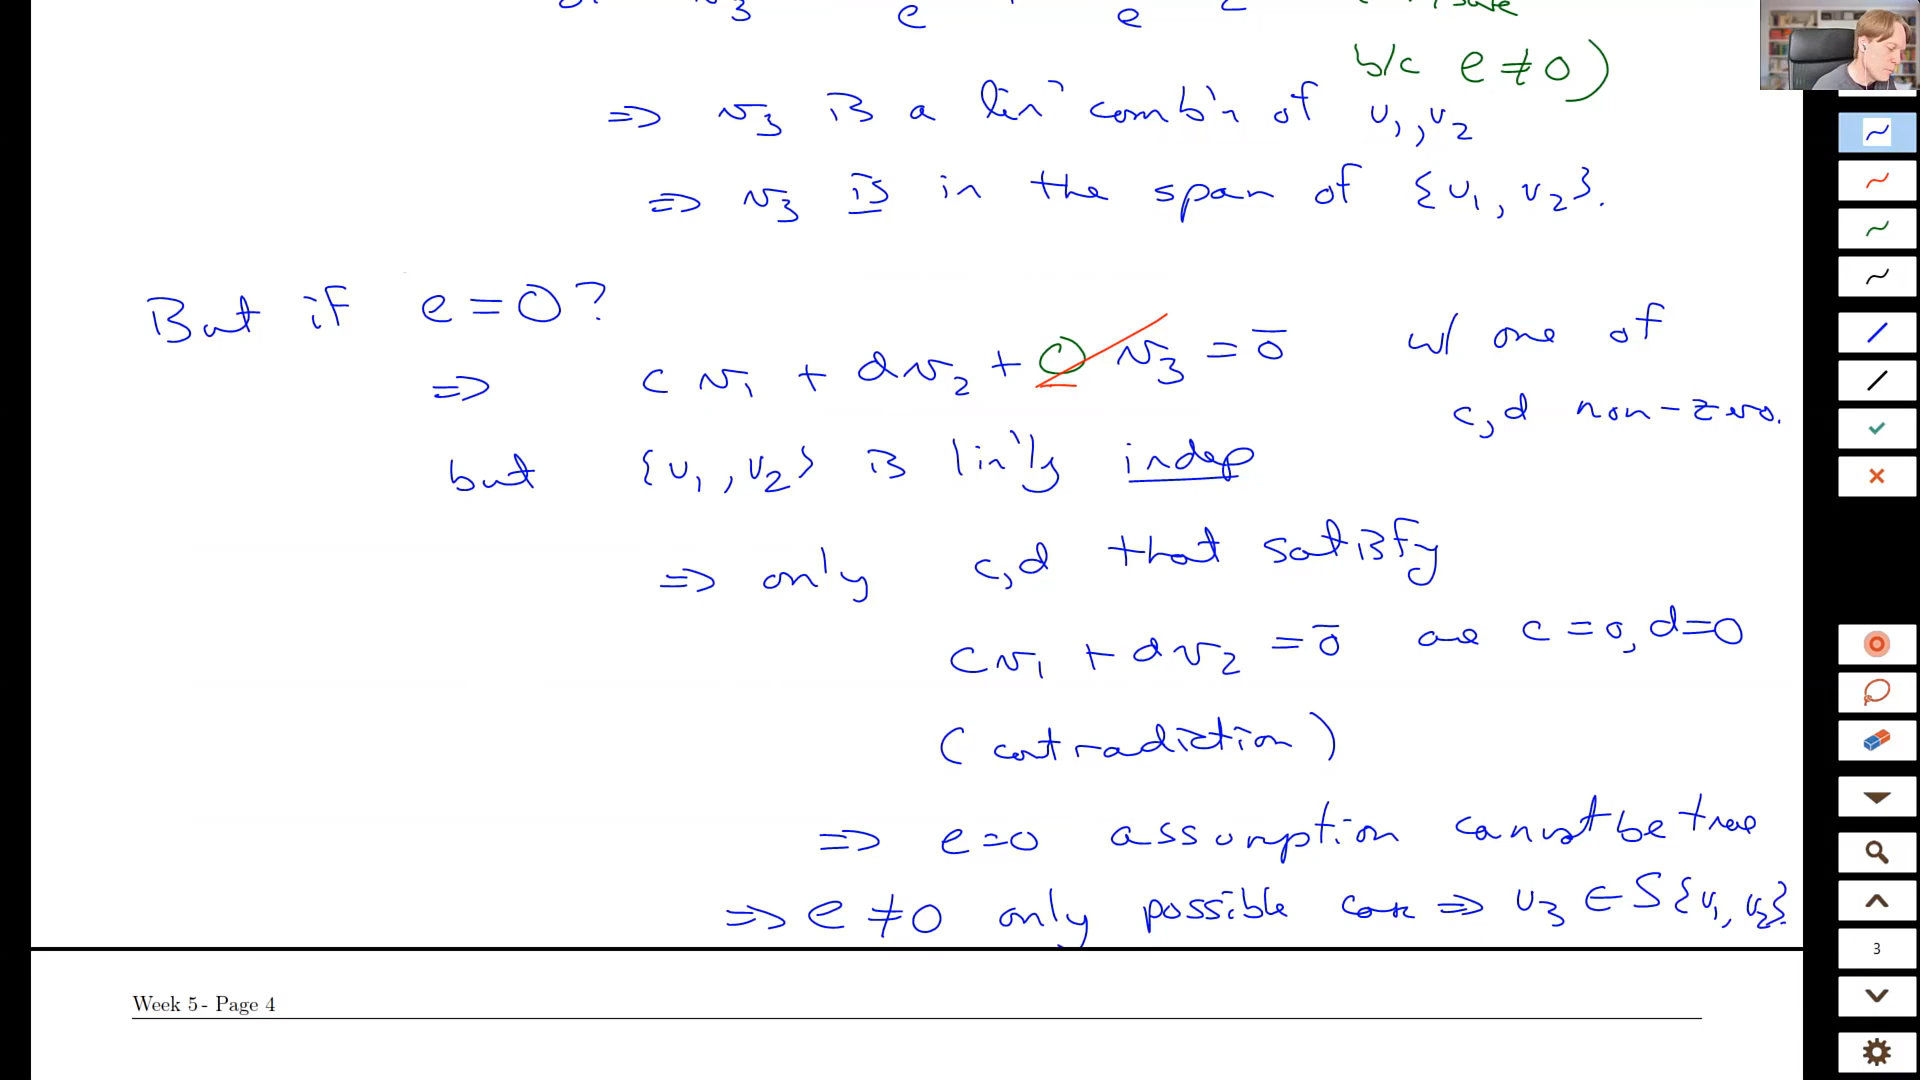 b/c e ≠ 0)
⇒ v₃ is a lin' comb'n of v₁, v₂
⇒ v₃ is in the span of {v₁, v₂}.
But if e = 0?
⇒ c v₁ + d v₂ + 0 v₃ = 0̄ w/ one of
c, d non-zero.
but {v₁, v₂} is lin'ly indep
⇒ only c, d that satisfy
c v₁ + d v₂ = 0̄ are c = 0, d = 0
(contradiction)
⇒ e = 0 assumption cannot be true
⇒ e ≠ 0 only possible case ⇒ v₃ ∈ S{v₁, v₂}
3
Week 5 - Page 4